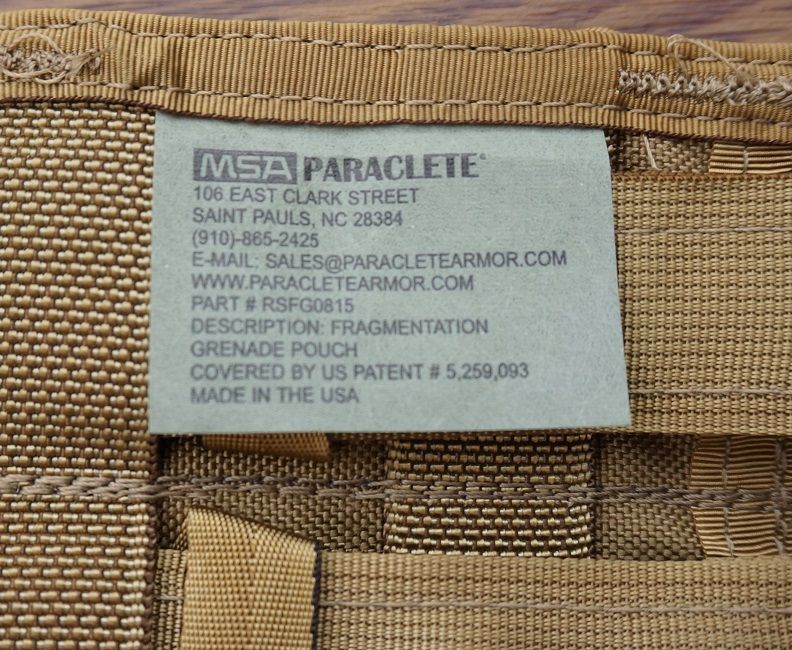 MSA PARACLETE®
106 EAST CLARK STREET
SAINT PAULS, NC 28384
(910)-865-2425
E-MAIL: SALES@PARACLETEARMOR.COM
WWW.PARACLETEARMOR.COM
PART # RSFG0815
DESCRIPTION: FRAGMENTATION
GRENADE POUCH
COVERED BY US PATENT # 5,259,093
MADE IN THE USA